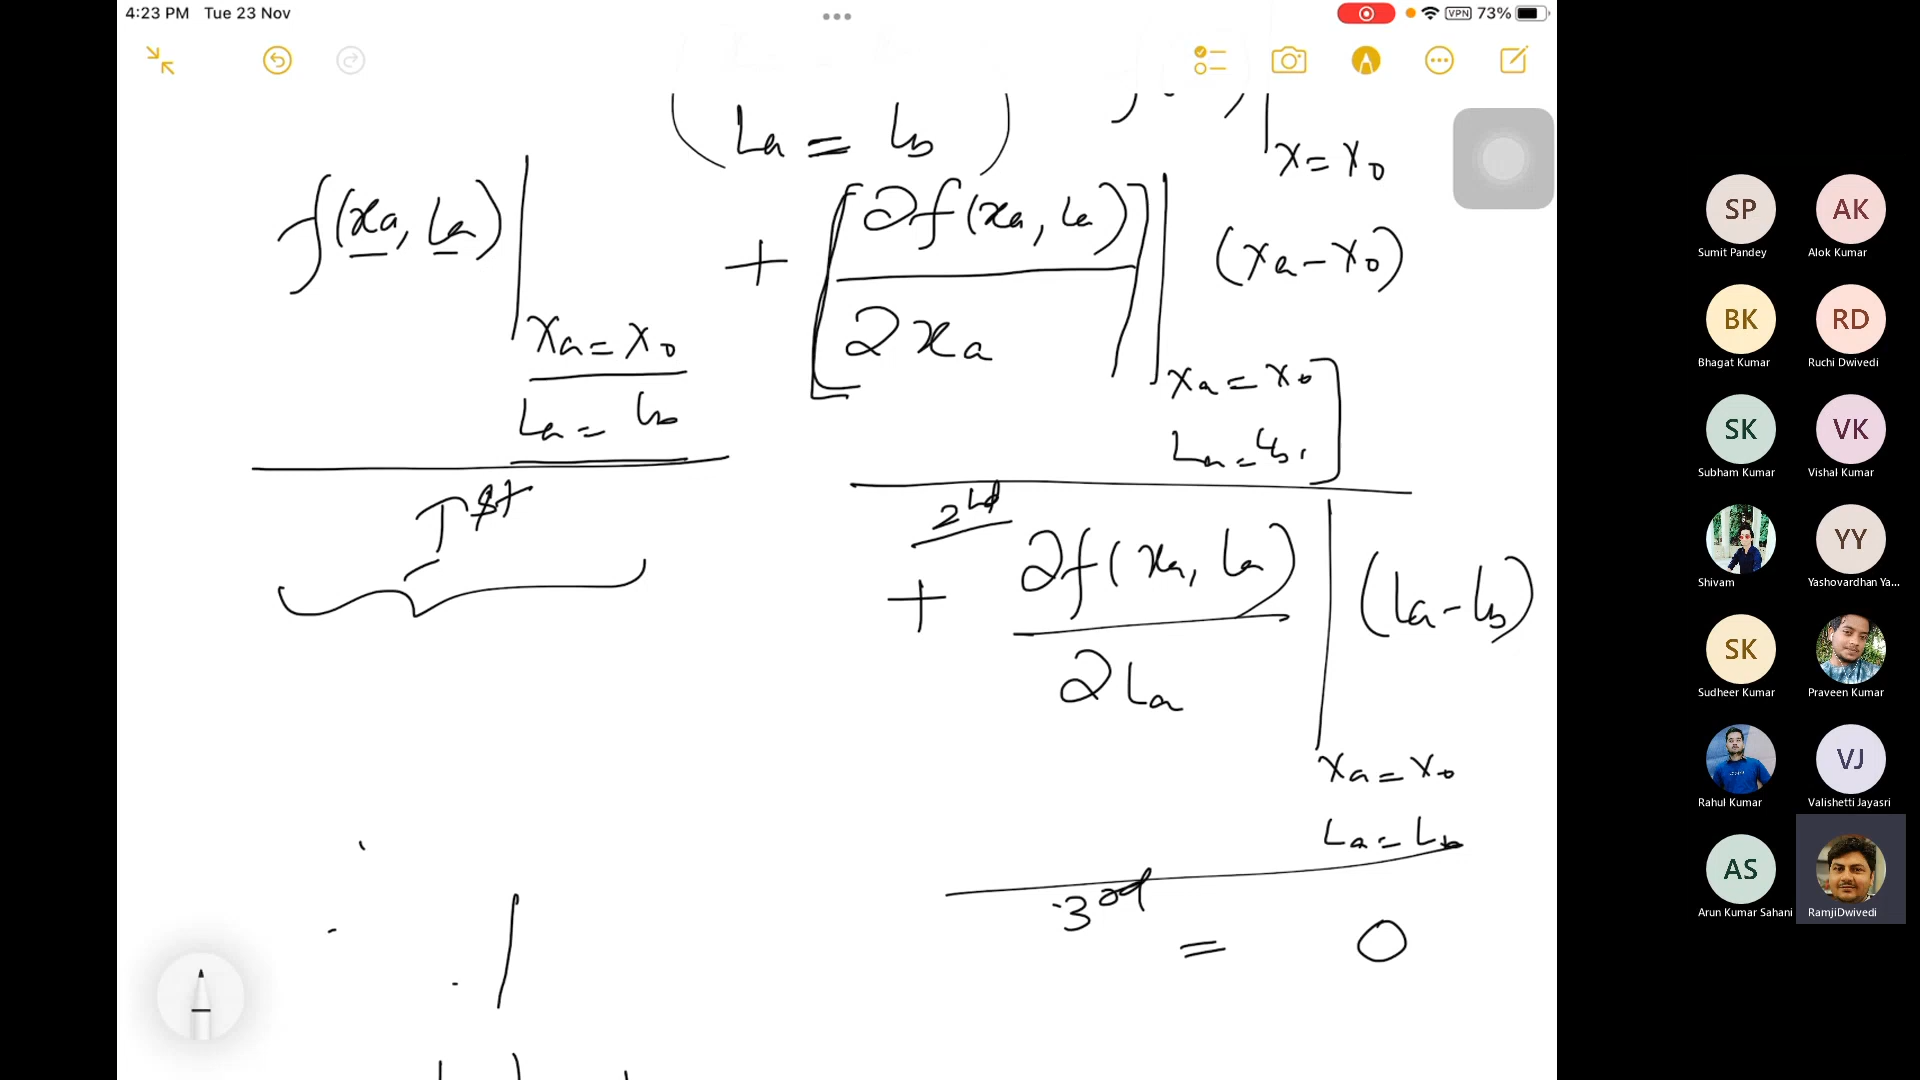 4:23 PM Tue 23 Nov
VPN 73%
(La = Lb)
x = x0
f(xa, La) | + [∂f(xa, La) / ∂xa] | (xa - x0)
xa = x0
La = Lb
xa = x0
La = Lb
Ist
2nd
+ ∂f(xa, La) / ∂La | (La - Lb)
xa = x0
La = Lb
3rd
= 0
SP
Sumit Pandey
AK
Alok Kumar
BK
Bhagat Kumar
RD
Ruchi Dwivedi
SK
Subham Kumar
VK
Vishal Kumar
Shivam
YY
Yashovardhan Ya...
SK
Sudheer Kumar
Praveen Kumar
Rahul Kumar
VJ
Valishetti Jayasri
AS
Arun Kumar Sahani
RamjiDwivedi